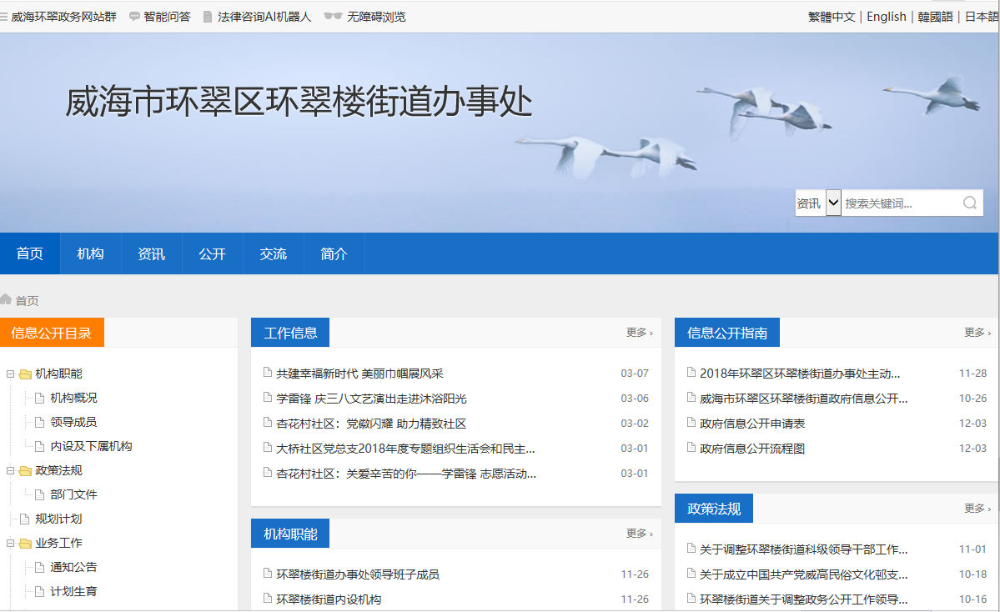 威海环翠政务网站群 智能问答 法律咨询AI机器人 无障碍浏览 繁體中文 | English | 韓國語 | 日本語
威海市环翠区环翠楼街道办事处
资讯 搜索关键词...
首页 机构 资讯 公开 交流 简介
首页
信息公开目录
机构职能
机构概况
领导成员
内设及下属机构
政策法规
部门文件
规划计划
业务工作
通知公告
计划生育
工作信息 更多 ›
共建幸福新时代 美丽巾帼展风采 03-07
学雷锋 庆三八文艺演出走进沐浴阳光 03-06
杏花村社区：党徽闪耀 助力精致社区 03-02
大桥社区党总支2018年度专题组织生活会和民主... 03-01
杏花村社区：关爱辛苦的你——学雷锋 志愿活动... 03-01
机构职能 更多 ›
环翠楼街道办事处领导班子成员 11-26
环翠楼街道内设机构 11-26
信息公开指南 更多 ›
2018年环翠区环翠楼街道办事处主动... 11-28
威海市环翠区环翠楼街道政府信息公开... 10-26
政府信息公开申请表 12-03
政府信息公开流程图 12-03
政策法规 更多 ›
关于调整环翠楼街道科级领导干部工作... 11-01
关于成立中国共产党威高民俗文化邨支... 10-18
环翠楼街道关于调整政务公开工作领导... 10-16